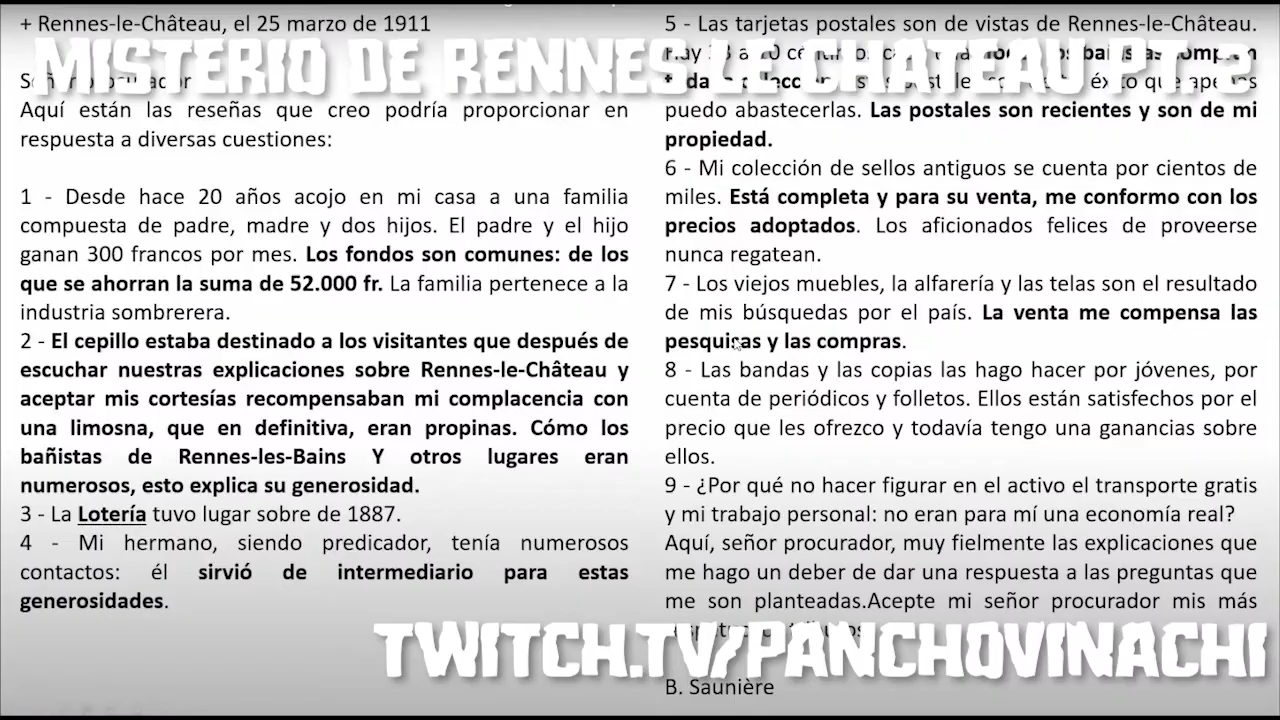 + Rennes-le-Château, el 25 marzo de 1911
MISTERIO DE RENNES LE CHATEAU PT.2
Aquí están las reseñas que creo podría proporcionar en
respuesta a diversas cuestiones:
1 - Desde hace 20 años acojo en mi casa a una familia
compuesta de padre, madre y dos hijos. El padre y el hijo
ganan 300 francos por mes. Los fondos son comunes: de los
que se ahorran la suma de 52.000 fr. La familia pertenece a la
industria sombrerera.
2 - El cepillo estaba destinado a los visitantes que después de
escuchar nuestras explicaciones sobre Rennes-le-Château y
aceptar mis cortesías recompensaban mi complacencia con
una limosna, que en definitiva, eran propinas. Cómo los
bañistas de Rennes-les-Bains Y otros lugares eran
numerosos, esto explica su generosidad.
3 - La Lotería tuvo lugar sobre de 1887.
4 - Mi hermano, siendo predicador, tenía numerosos
contactos: él sirvió de intermediario para estas
generosidades.
5 - Las tarjetas postales son de vistas de Rennes-le-Château.
puedo abastecerlas. Las postales son recientes y son de mi
propiedad.
6 - Mi colección de sellos antiguos se cuenta por cientos de
miles. Está completa y para su venta, me conformo con los
precios adoptados. Los aficionados felices de proveerse
nunca regatean.
7 - Los viejos muebles, la alfarería y las telas son el resultado
de mis búsquedas por el país. La venta me compensa las
pesquisas y las compras.
8 - Las bandas y las copias las hago hacer por jóvenes, por
cuenta de periódicos y folletos. Ellos están satisfechos por el
precio que les ofrezco y todavía tengo una ganancias sobre
ellos.
9 - ¿Por qué no hacer figurar en el activo el transporte gratis
y mi trabajo personal: no eran para mí una economía real?
Aquí, señor procurador, muy fielmente las explicaciones que
me hago un deber de dar una respuesta a las preguntas que
me son planteadas.Acepte mi señor procurador mis más
TWITCH.TV/PANCHOVINACHI
B. Saunière